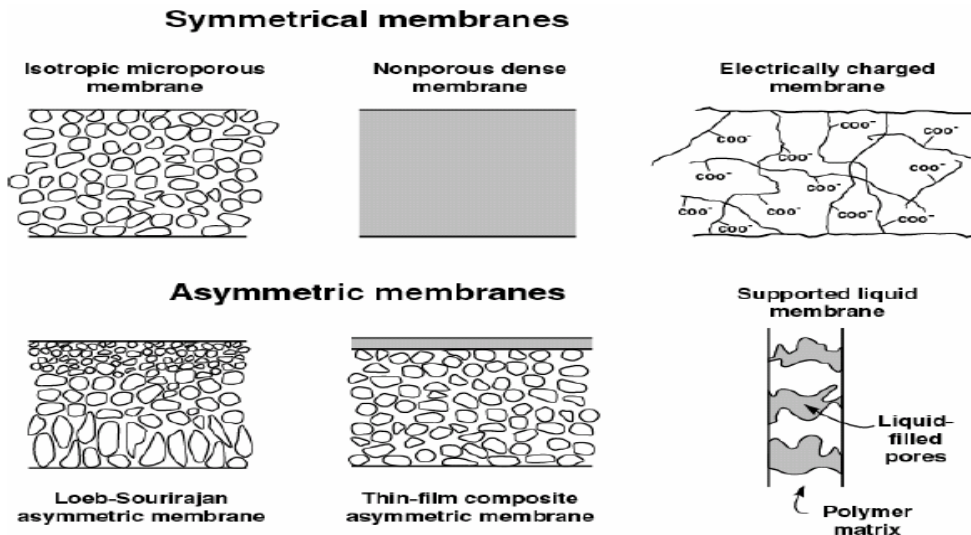 Symmetrical membranes
Isotropic microporous
membrane
Nonporous dense
membrane
Electrically charged
membrane
COO⁻
COO⁻
COO⁻
COO⁻
COO⁻
COO⁻
COO⁻
COO⁻
COO⁻
COO⁻
COO⁻
Asymmetric membranes
Supported liquid
membrane
Liquid-
filled
pores
Polymer
matrix
Loeb-Sourirajan
asymmetric membrane
Thin-film composite
asymmetric membrane